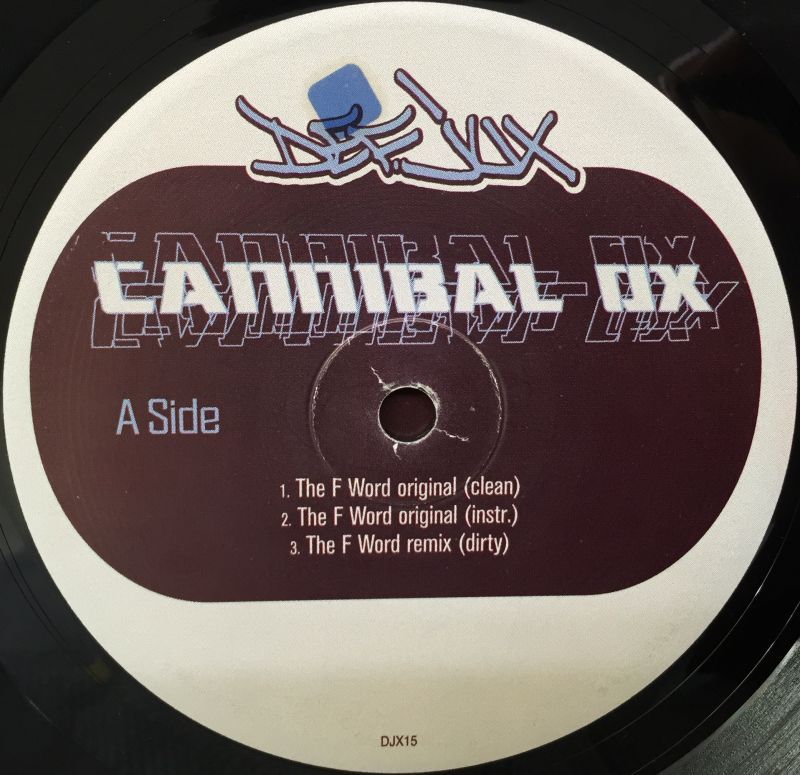 DEF JUX
CANNIBAL OX
A Side
1. The F Word original (clean)
2. The F Word original (instr.)
3. The F Word remix (dirty)
DJX15